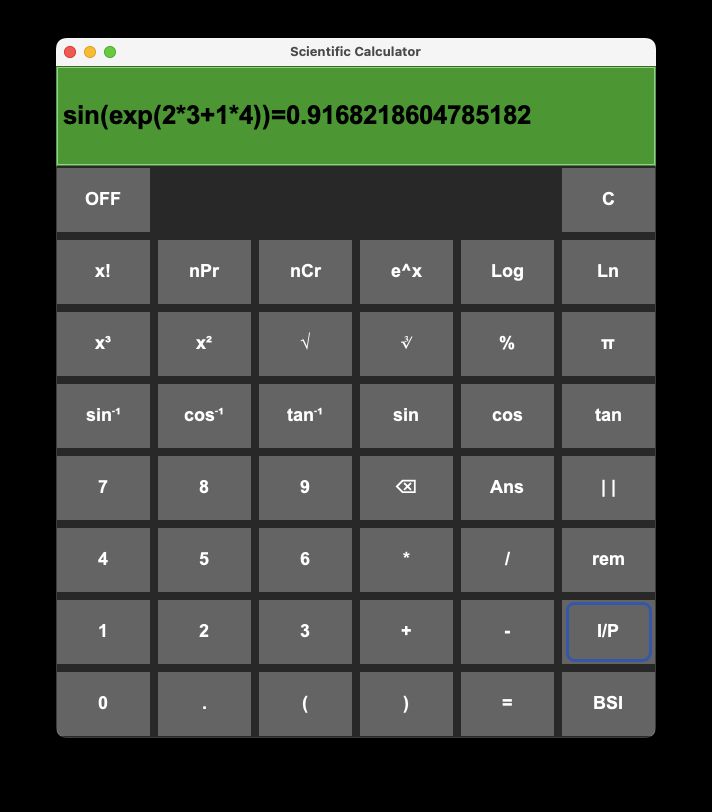 Scientific Calculator
sin(exp(2*3+1*4))=0.9168218604785182
OFF C
x! nPr nCr e^x Log Ln
x³ x² √ ∛ % π
sin⁻¹ cos⁻¹ tan⁻¹ sin cos tan
7 8 9 ⌫ Ans | |
4 5 6 * / rem
1 2 3 + - I/P
0 . ( ) = BSI